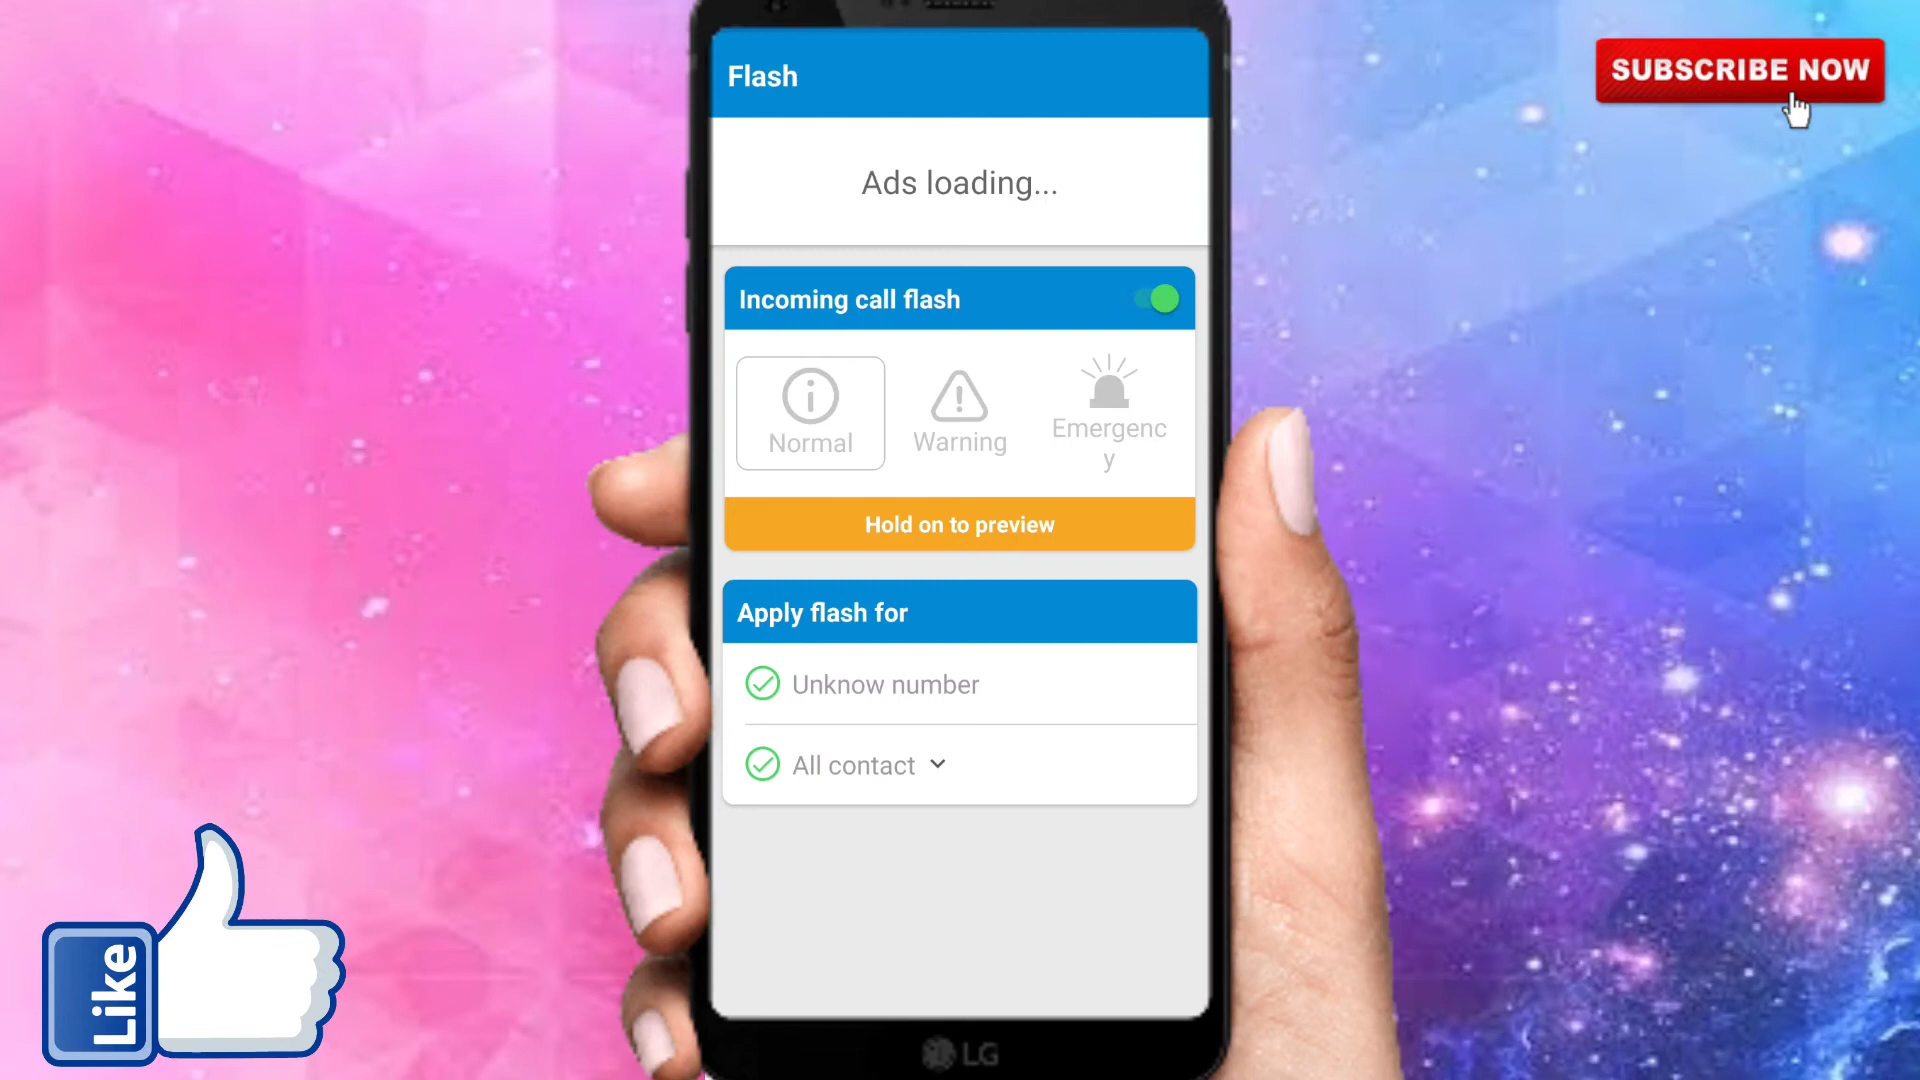 SUBSCRIBE NOW
Flash
Ads loading...
Incoming call flash
Normal
Warning
Emergenc
y
Hold on to preview
Apply flash for
Unknow number
All contact
Like
LG